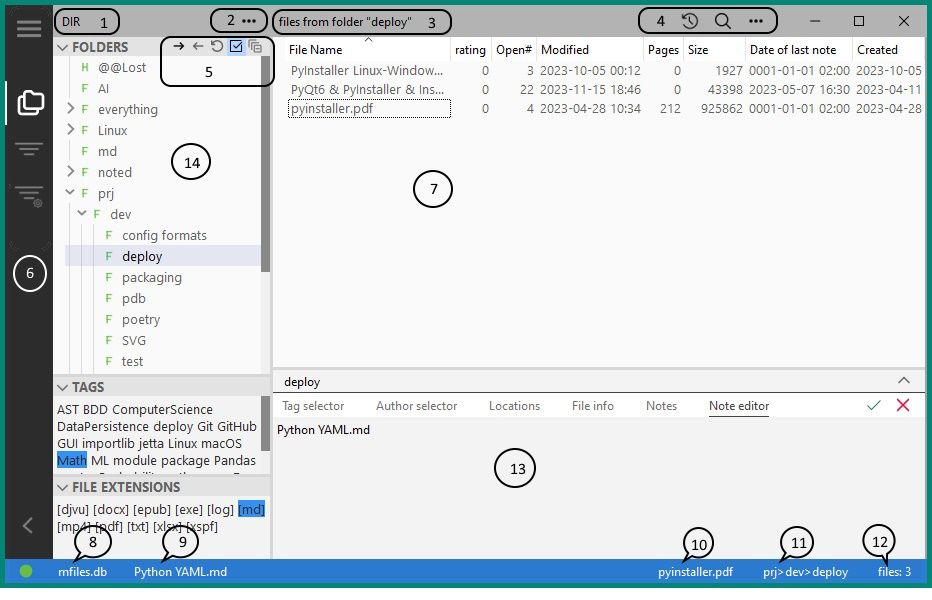 DIR 1
2 •••
files from folder "deploy" 3
4 •••
FOLDERS
5
H @@Lost
F AI
F everything
F Linux
F md
F noted
F prj
F dev
F config formats
F deploy
F packaging
F pdb
F poetry
F SVG
F test
14
6
File Name rating Open# Modified Pages Size Date of last note Created
PyInstaller Linux-Window... 0 3 2023-10-05 00:12 0 1927 0001-01-01 02:00 2023-10-05
PyQt6 & PyInstaller & Ins... 0 22 2023-11-15 18:46 0 43398 2023-05-07 16:30 2023-04-11
pyinstaller.pdf 0 4 2023-04-28 10:34 212 925862 0001-01-01 02:00 2023-04-28
7
TAGS
AST BDD ComputerScience
DataPersistence deploy Git GitHub
GUI importlib jetta Linux macOS
Math ML module package Pandas
FILE EXTENSIONS
[djvu] [docx] [epub] [exe] [log] [md]
[mp4] [pdf] [txt] [xlsx] [xspf]
deploy
Tag selector Author selector Locations File info Notes Note editor
Python YAML.md
13
8 9 10 11 12
mfiles.db Python YAML.md pyinstaller.pdf prj>dev>deploy files: 3